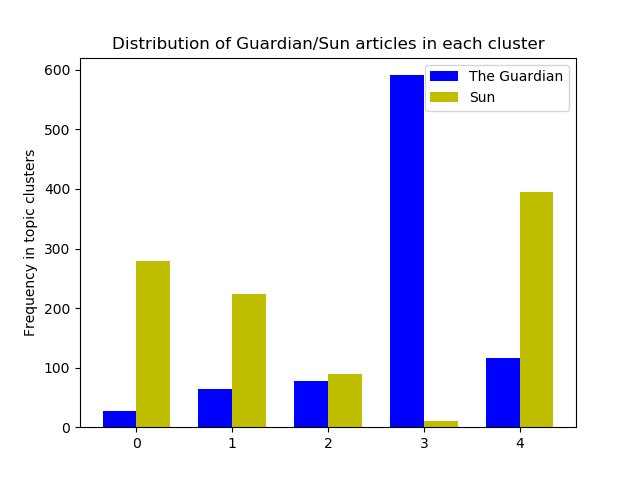 Distribution of Guardian/Sun articles in each cluster
The Guardian
Sun
Frequency in topic clusters
600
500
400
300
200
100
0
0 1 2 3 4